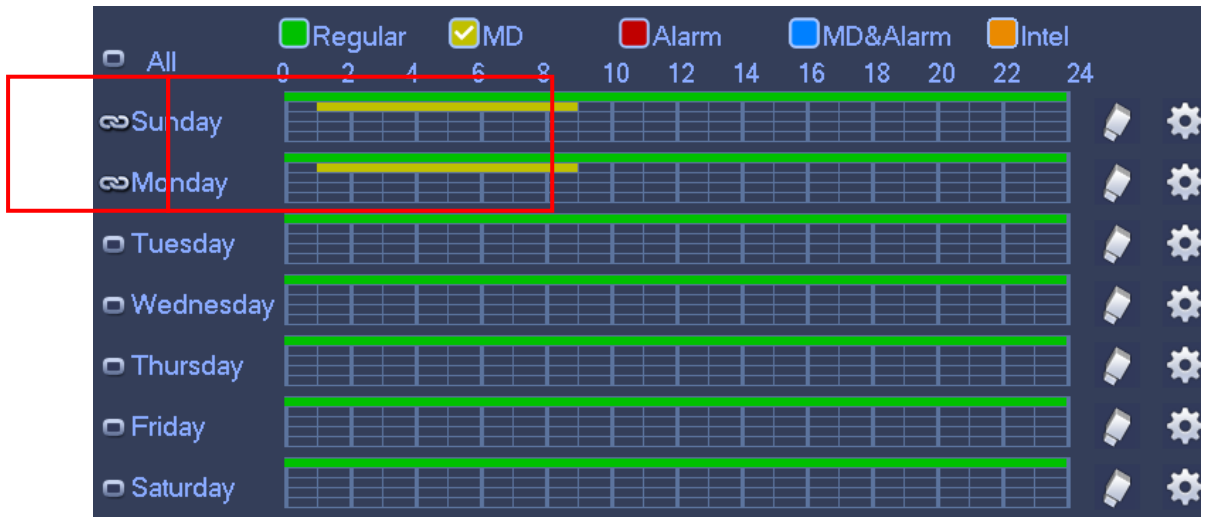 Regular MD Alarm MD&Alarm Intel
All
0 2 4 6 8 10 12 14 16 18 20 22 24
Sunday
Monday
Tuesday
Wednesday
Thursday
Friday
Saturday